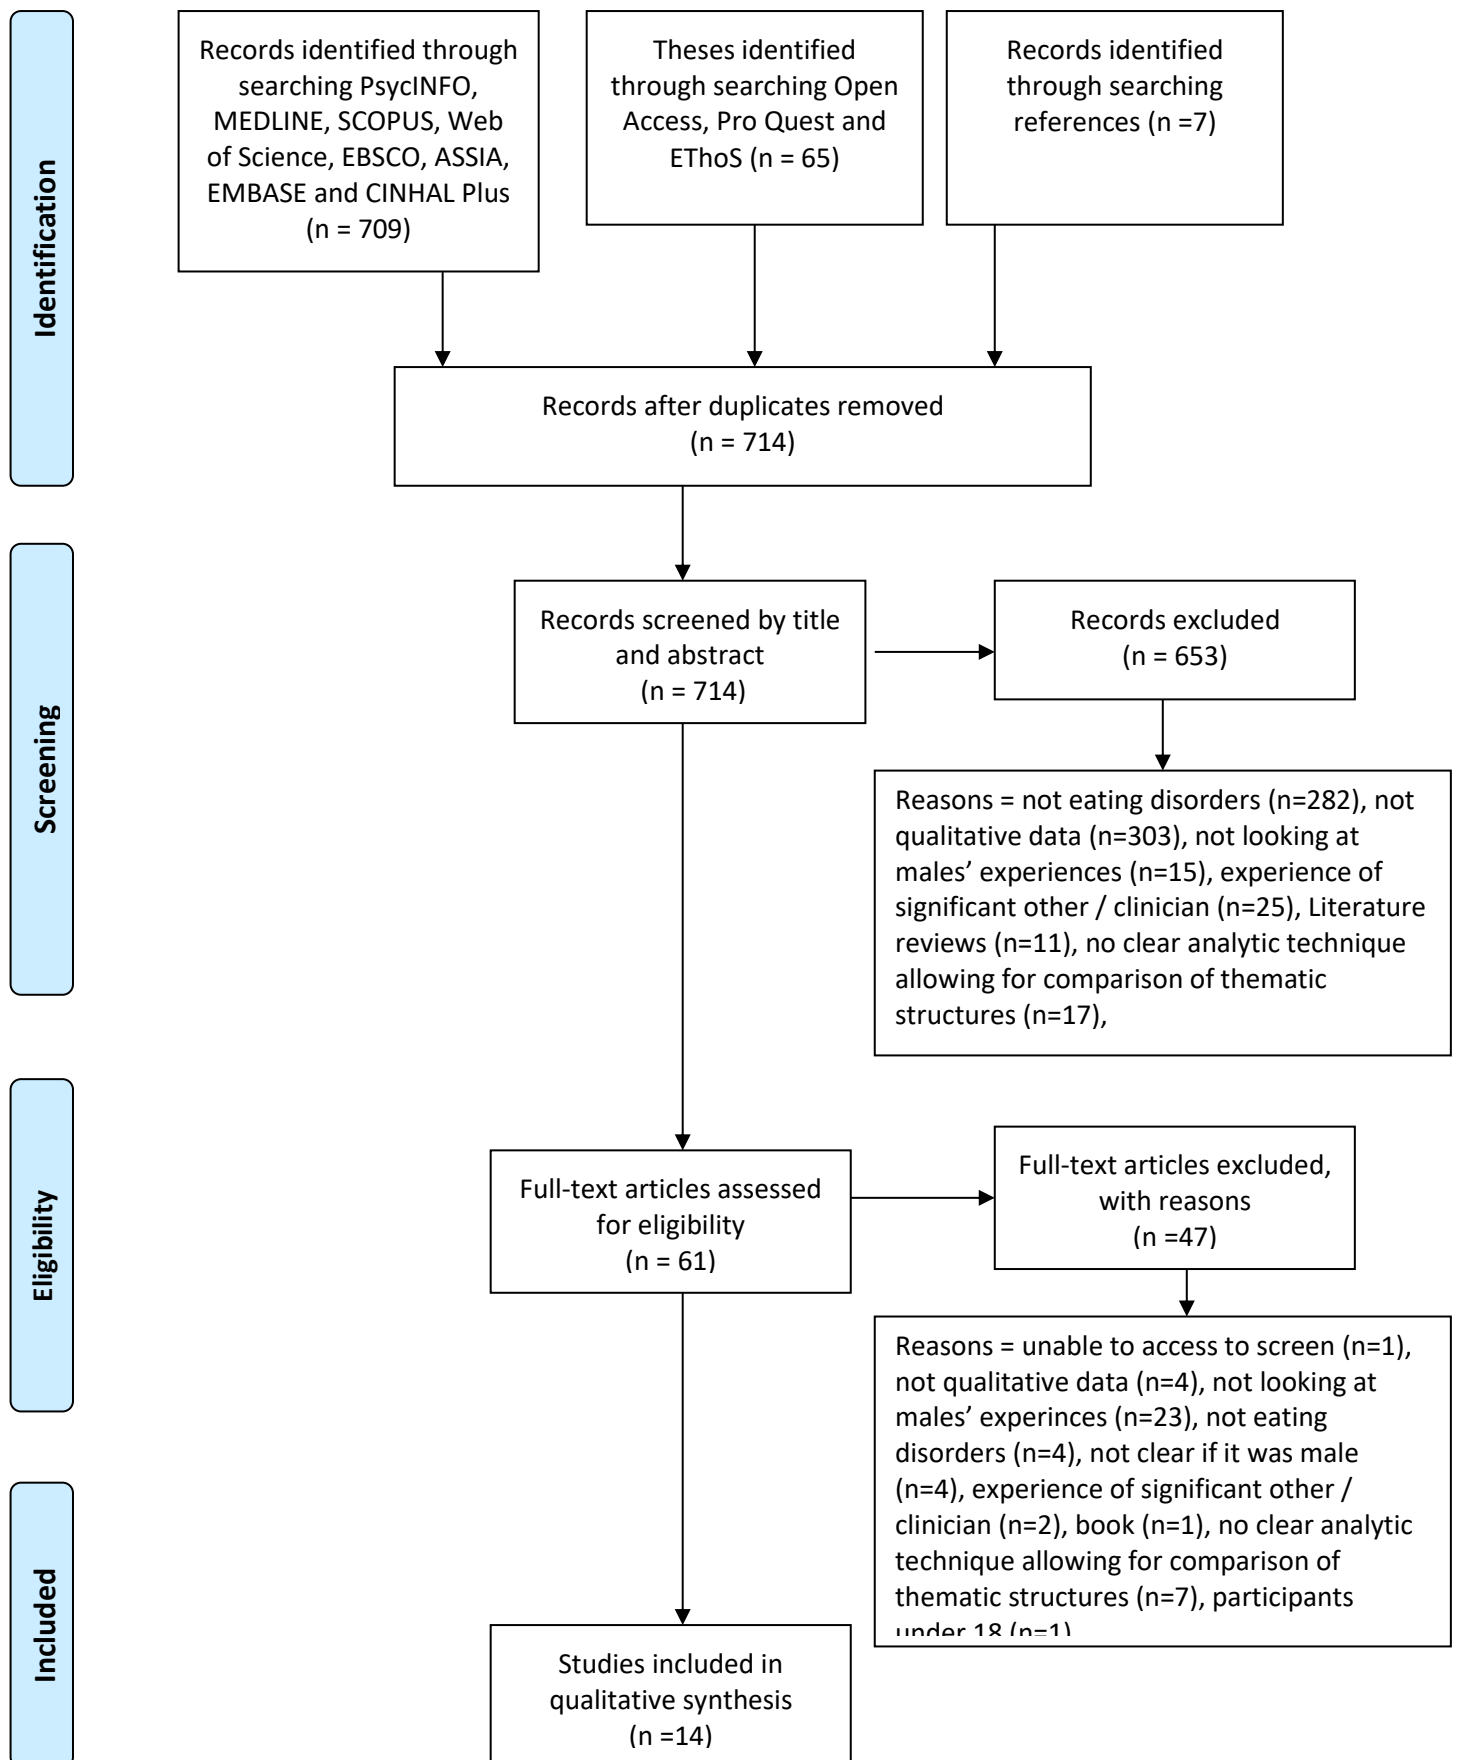 Identification
Records identified through
searching PsycINFO,
MEDLINE, SCOPUS, Web
of Science, EBSCO, ASSIA,
EMBASE and CINHAL Plus
(n = 709)
Theses identified
through searching Open
Access, Pro Quest and
EThoS (n = 65)
Records identified
through searching
references (n =7)
Records after duplicates removed
(n = 714)
Screening
Records screened by title
and abstract
(n = 714)
Records excluded
(n = 653)
Reasons = not eating disorders (n=282), not
qualitative data (n=303), not looking at
males’ experiences (n=15), experience of
significant other / clinician (n=25), Literature
reviews (n=11), no clear analytic technique
allowing for comparison of thematic
structures (n=17),
Eligibility
Full-text articles assessed
for eligibility
(n = 61)
Full-text articles excluded,
with reasons
(n =47)
Reasons = unable to access to screen (n=1),
not qualitative data (n=4), not looking at
males’ experinces (n=23), not eating
disorders (n=4), not clear if it was male
(n=4), experience of significant other /
clinician (n=2), book (n=1), no clear analytic
technique allowing for comparison of
thematic structures (n=7), participants
under 18 (n=1)
Included
Studies included in
qualitative synthesis
(n =14)